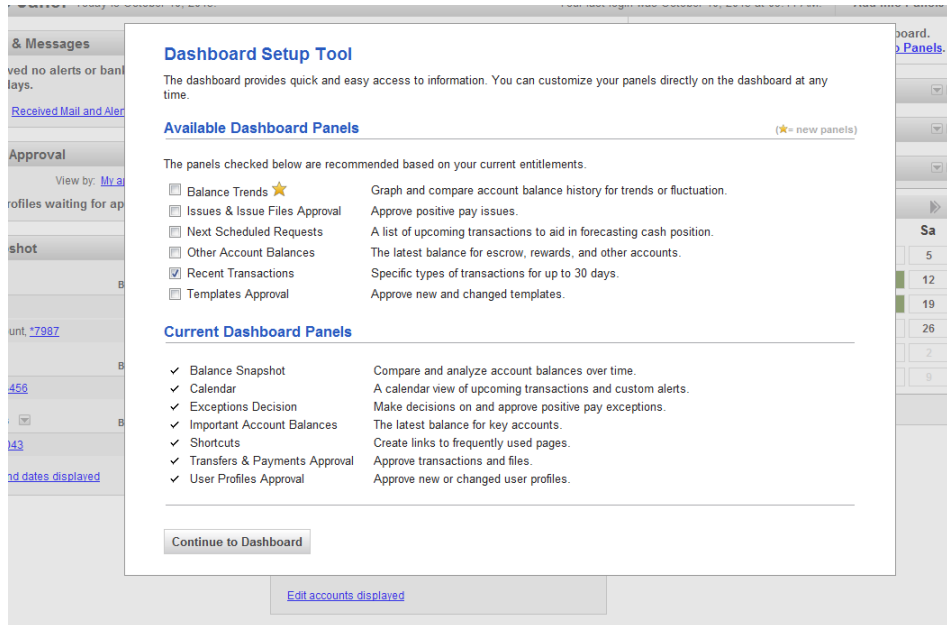 & Messages
ved no alerts or bank
days.
Received Mail and Aler
Approval
View by: My a
rofiles waiting for ap
shot
B
unt, *7987
B
456
B
043
nd dates displayed
Dashboard Setup Tool
The dashboard provides quick and easy access to information. You can customize your panels directly on the dashboard at any
time.
Available Dashboard Panels
(= new panels)
The panels checked below are recommended based on your current entitlements.
Balance Trends Graph and compare account balance history for trends or fluctuation.
Issues & Issue Files Approval Approve positive pay issues.
Next Scheduled Requests A list of upcoming transactions to aid in forecasting cash position.
Other Account Balances The latest balance for escrow, rewards, and other accounts.
Recent Transactions Specific types of transactions for up to 30 days.
Templates Approval Approve new and changed templates.
Current Dashboard Panels
Balance Snapshot Compare and analyze account balances over time.
Calendar A calendar view of upcoming transactions and custom alerts.
Exceptions Decision Make decisions on and approve positive pay exceptions.
Important Account Balances The latest balance for key accounts.
Shortcuts Create links to frequently used pages.
Transfers & Payments Approval Approve transactions and files.
User Profiles Approval Approve new or changed user profiles.
Continue to Dashboard
Edit accounts displayed
board.
o Panels.
Sa
5
12
19
26
2
9